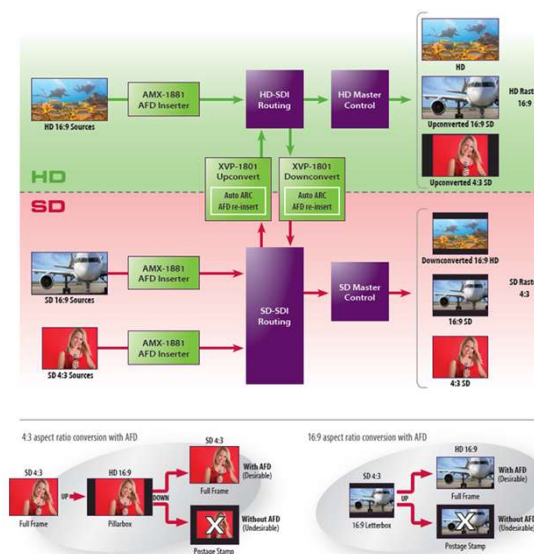 AMX-1881
AFD Inserter
HD-SDI
Routing
HD Master
Control
HD 16:9 Sources
HD
HD Raste
16:9
Upconverted 16:9 SD
Upconverted 4:3 SD
XVP-1801
Upconvert
Auto ARC
AFD re-insert
XVP-1801
Downconvert
Auto ARC
AFD re-insert
HD
SD
AMX-1881
AFD Inserter
SD 16:9 Sources
SD-SDI
Routing
SD Master
Control
Downconverted 16:9 HD
SD Raste
4:3
16:9 SD
AMX-1881
AFD Inserter
SD 4:3 Sources
4:3 SD
4:3 aspect ratio conversion with AFD
SD 4:3
With AFD
(Desirable)
Full Frame
SD 4:3
UP
HD 16:9
DOWN
Full Frame
Pillarbox
Without AFD
(Undesirable)
Postage Stamp
16:9 aspect ratio conversion with AFD
HD 16:9
With AFD
(Desirable)
Full Frame
SD 4:3
UP
16:9 Letterbox
Without AFD
(Undesirable)
Postage Stamp